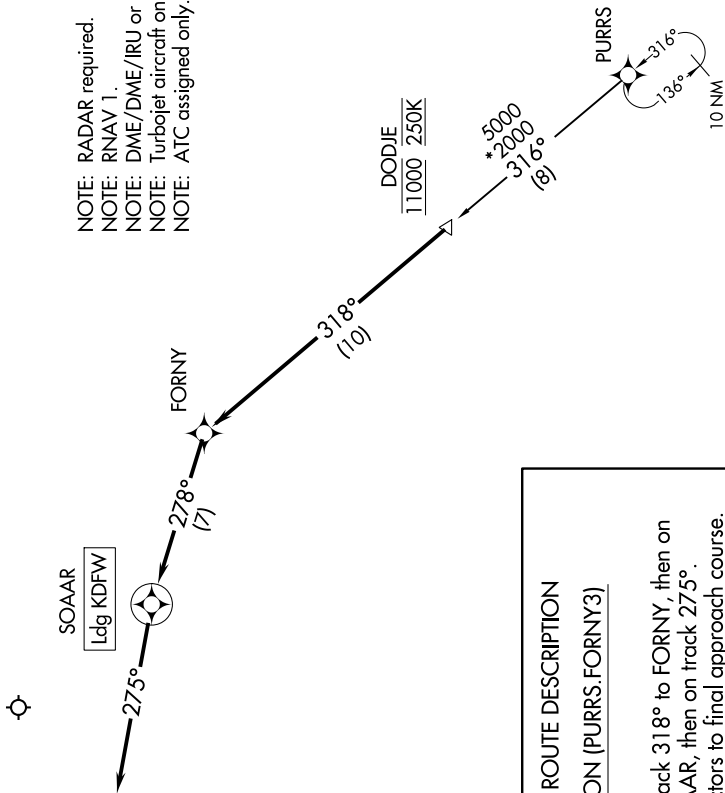 NOTE: RADAR required.
NOTE: RNAV 1.
NOTE: DME/DME/IRU or
NOTE: Turbojet aircraft on
NOTE: ATC assigned only.
PURRS
316°
136°
10 NM
DODJE
11000 250K
5000
*2000
316°
(8)
318°
(10)
FORNY
278°
(7)
SOAAR
Ldg KDFW
275°
ROUTE DESCRIPTION
ON (PURRS.FORNY3)
ack 318° to FORNY, then on
AR, then on track 275°.
tors to final approach course.